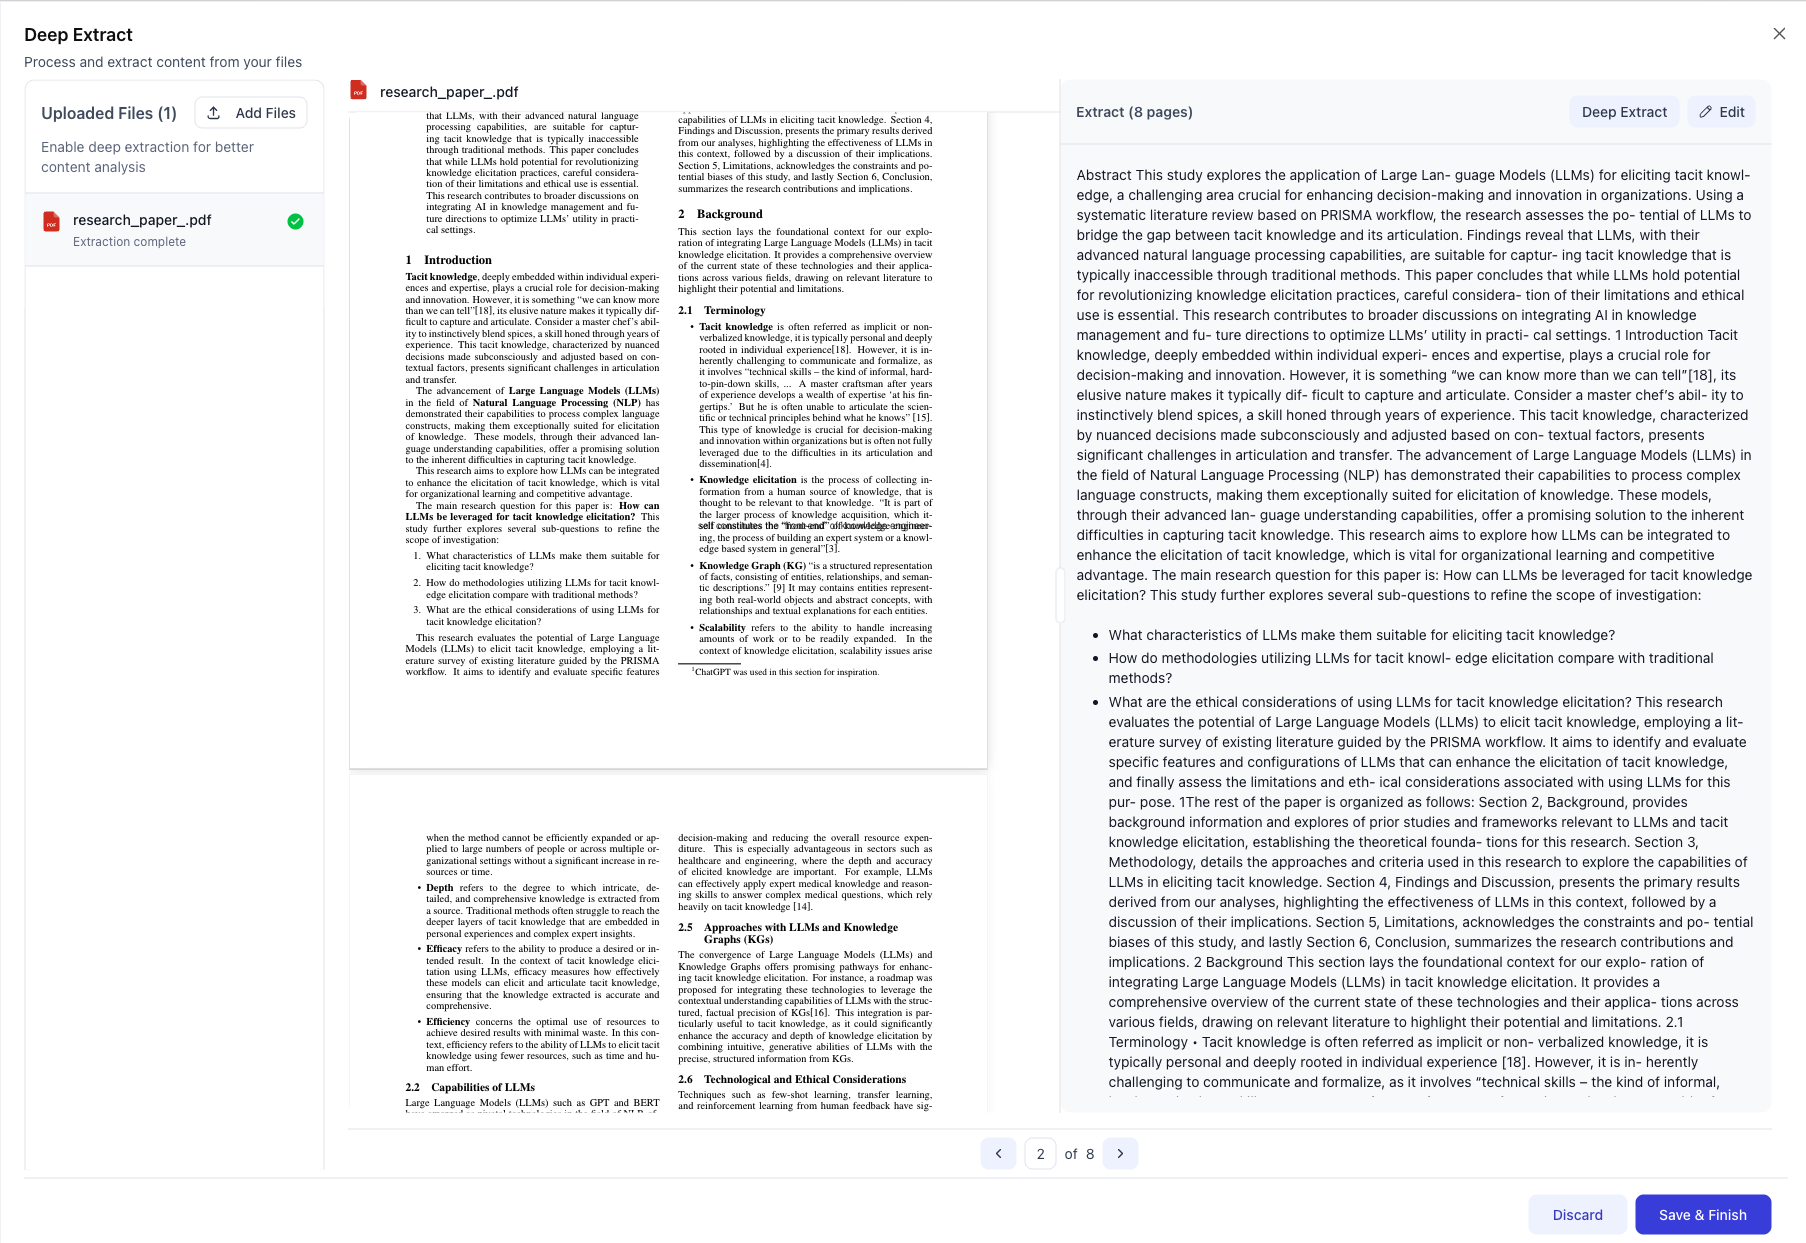 Deep Extract
Process and extract content from your files
Uploaded Files (1)
Add Files
Enable deep extraction for better
content analysis
research_paper_.pdf
Extraction complete
research_paper_.pdf
that LLMs, with their advanced natural language
processing capabilities, are suitable for captur-
ing tacit knowledge that is typically inaccessible
through traditional methods. This paper concludes
that while LLMs hold potential for revolutionizing
knowledge elicitation practices, careful considera-
tion of their limitations and ethical use is essential.
This research contributes to broader discussions on
integrating AI in knowledge management and fu-
ture directions to optimize LLMs' utility in practi-
cal settings.
1 Introduction
Tacit knowledge, deeply embedded within individual experi-
ences and expertise, plays a crucial role for decision-making
and innovation. However, it is something “we can know more
than we can tell”[18], its elusive nature makes it typically dif-
ficult to capture and articulate. Consider a master chef’s abil-
ity to instinctively blend spices, a skill honed through years of
experience. This tacit knowledge, characterized by nuanced
decisions made subconsciously and adjusted based on con-
textual factors, presents significant challenges in articulation
and transfer.
The advancement of Large Language Models (LLMs)
in the field of Natural Language Processing (NLP) has
demonstrated their capabilities to process complex language
constructs, making them exceptionally suited for elicitation
of knowledge. These models, through their advanced lan-
guage understanding capabilities, offer a promising solution
to the inherent difficulties in capturing tacit knowledge.
This research aims to explore how LLMs can be integrated
to enhance the elicitation of tacit knowledge, which is vital
for organizational learning and competitive advantage.
The main research question for this paper is: How can
LLMs be leveraged for tacit knowledge elicitation? This
study further explores several sub-questions to refine the
scope of investigation:
1. What characteristics of LLMs make them suitable for
eliciting tacit knowledge?
2. How do methodologies utilizing LLMs for tacit knowl-
edge elicitation compare with traditional methods?
3. What are the ethical considerations of using LLMs for
tacit knowledge elicitation?
This research evaluates the potential of Large Language
Models (LLMs) to elicit tacit knowledge, employing a lit-
erature survey of existing literature guided by the PRISMA
workflow. It aims to identify and evaluate specific features
capabilities of LLMs in eliciting tacit knowledge. Section 4,
Findings and Discussion, presents the primary results derived
from our analyses, highlighting the effectiveness of LLMs in
this context, followed by a discussion of their implications.
Section 5, Limitations, acknowledges the constraints and po-
tential biases of this study, and lastly Section 6, Conclusion,
summarizes the research contributions and implications.
2 Background
This section lays the foundational context for our explo-
ration of integrating Large Language Models (LLMs) in tacit
knowledge elicitation. It provides a comprehensive overview
of the current state of these technologies and their applica-
tions across various fields, drawing on relevant literature to
highlight their potential and limitations.
2.1 Terminology
• Tacit knowledge is often referred as implicit or non-
verbalized knowledge, it is typically personal and deeply
rooted in individual experience[18]. However, it is in-
herently challenging to communicate and formalize, as
it involves “technical skills – the kind of informal, hard-
to-pin-down skills, ... A master craftsman after years
of experience develops a wealth of expertise ‘at his fin-
gertips.’ But he is often unable to articulate the scien-
tific or technical principles behind what he knows” [15].
This type of knowledge is crucial for decision-making
and innovation within organizations but is often not fully
leveraged due to the difficulties in its articulation and
dissemination[4].
• Knowledge elicitation is the process of collecting in-
formation from a human source of knowledge, that is
thought to be relevant to that knowledge. “It is part of
the larger process of knowledge acquisition, which it-
self constitutes the “front-end” of knowledge engineer-
ing, the process of building an expert system or a knowl-
edge based system in general”[3].
• Knowledge Graph (KG) “is a structured representation
of facts, consisting of entities, relationships, and seman-
tic descriptions.” [9] It may contains entities represent-
ing both real-world objects and abstract concepts, with
relationships and textual explanations for each entities.
• Scalability refers to the ability to handle increasing
amounts of work or to be readily expanded. In the
context of knowledge elicitation, scalability issues arise
1ChatGPT was used in this section for inspiration.
when the method cannot be efficiently expanded or ap-
plied to large numbers of people or across multiple or-
ganizational settings without a significant increase in re-
sources or time.
• Depth refers to the degree to which intricate, de-
tailed, and comprehensive knowledge is extracted from
a source. Traditional methods often struggle to reach the
deeper layers of tacit knowledge that are embedded in
personal experiences and complex expert insights.
• Efficacy refers to the ability to produce a desired or in-
tended result. In the context of tacit knowledge elici-
tation using LLMs, efficacy measures how effectively
these models can elicit and articulate tacit knowledge,
ensuring that the knowledge extracted is accurate and
comprehensive.
• Efficiency concerns the optimal use of resources to
achieve desired results with minimal waste. In this con-
text, efficiency refers to the ability of LLMs to elicit tacit
knowledge using fewer resources, such as time and hu-
man effort.
2.2 Capabilities of LLMs
Large Language Models (LLMs) such as GPT and BERT
decision-making and reducing the overall resource expen-
diture. This is especially advantageous in sectors such as
healthcare and engineering, where the depth and accuracy
of elicited knowledge are important. For example, LLMs
can effectively apply expert medical knowledge and reason-
ing skills to answer complex medical questions, which rely
heavily on tacit knowledge [14].
2.5 Approaches with LLMs and Knowledge
Graphs (KGs)
The convergence of Large Language Models (LLMs) and
Knowledge Graphs offers promising pathways for enhanc-
ing tacit knowledge elicitation. For instance, a roadmap was
proposed for integrating these technologies to leverage the
contextual understanding capabilities of LLMs with the struc-
tured, factual precision of KGs[16]. This integration is par-
ticularly useful to tacit knowledge, as it could significantly
enhance the accuracy and depth of knowledge elicitation by
combining intuitive, generative abilities of LLMs with the
precise, structured information from KGs.
2.6 Technological and Ethical Considerations
Techniques such as few-shot learning, transfer learning,
and reinforcement learning from human feedback have sig-
Extract (8 pages)
Deep Extract
Edit
Abstract This study explores the application of Large Lan- guage Models (LLMs) for eliciting tacit knowl-
edge, a challenging area crucial for enhancing decision-making and innovation in organizations. Using a
systematic literature review based on PRISMA workflow, the research assesses the po- tential of LLMs to
bridge the gap between tacit knowledge and its articulation. Findings reveal that LLMs, with their
advanced natural language processing capabilities, are suitable for captur- ing tacit knowledge that is
typically inaccessible through traditional methods. This paper concludes that while LLMs hold potential
for revolutionizing knowledge elicitation practices, careful considera- tion of their limitations and ethical
use is essential. This research contributes to broader discussions on integrating AI in knowledge
management and fu- ture directions to optimize LLMs’ utility in practi- cal settings. 1 Introduction Tacit
knowledge, deeply embedded within individual experi- ences and expertise, plays a crucial role for
decision-making and innovation. However, it is something “we can know more than we can tell”[18], its
elusive nature makes it typically dif- ficult to capture and articulate. Consider a master chef’s abil- ity to
instinctively blend spices, a skill honed through years of experience. This tacit knowledge, characterized
by nuanced decisions made subconsciously and adjusted based on con- textual factors, presents
significant challenges in articulation and transfer. The advancement of Large Language Models (LLMs) in
the field of Natural Language Processing (NLP) has demonstrated their capabilities to process complex
language constructs, making them exceptionally suited for elicitation of knowledge. These models,
through their advanced lan- guage understanding capabilities, offer a promising solution to the inherent
difficulties in capturing tacit knowledge. This research aims to explore how LLMs can be integrated to
enhance the elicitation of tacit knowledge, which is vital for organizational learning and competitive
advantage. The main research question for this paper is: How can LLMs be leveraged for tacit knowledge
elicitation? This study further explores several sub-questions to refine the scope of investigation:
• What characteristics of LLMs make them suitable for eliciting tacit knowledge?
• How do methodologies utilizing LLMs for tacit knowl- edge elicitation compare with traditional
methods?
• What are the ethical considerations of using LLMs for tacit knowledge elicitation? This research
evaluates the potential of Large Language Models (LLMs) to elicit tacit knowledge, employing a lit-
erature survey of existing literature guided by the PRISMA workflow. It aims to identify and evaluate
specific features and configurations of LLMs that can enhance the elicitation of tacit knowledge,
and finally assess the limitations and eth- ical considerations associated with using LLMs for this
pur- pose. 1The rest of the paper is organized as follows: Section 2, Background, provides
background information and explores of prior studies and frameworks relevant to LLMs and tacit
knowledge elicitation, establishing the theoretical founda- tions for this research. Section 3,
Methodology, details the approaches and criteria used in this research to explore the capabilities of
LLMs in eliciting tacit knowledge. Section 4, Findings and Discussion, presents the primary results
derived from our analyses, highlighting the effectiveness of LLMs in this context, followed by a
discussion of their implications. Section 5, Limitations, acknowledges the constraints and po- tential
biases of this study, and lastly Section 6, Conclusion, summarizes the research contributions and
implications. 2 Background This section lays the foundational context for our explo- ration of
integrating Large Language Models (LLMs) in tacit knowledge elicitation. It provides a
comprehensive overview of the current state of these technologies and their applica- tions across
various fields, drawing on relevant literature to highlight their potential and limitations. 2.1
Terminology • Tacit knowledge is often referred as implicit or non- verbalized knowledge, it is
typically personal and deeply rooted in individual experience [18]. However, it is in- herently
challenging to communicate and formalize, as it involves “technical skills – the kind of informal,
2 of 8
Discard
Save & Finish